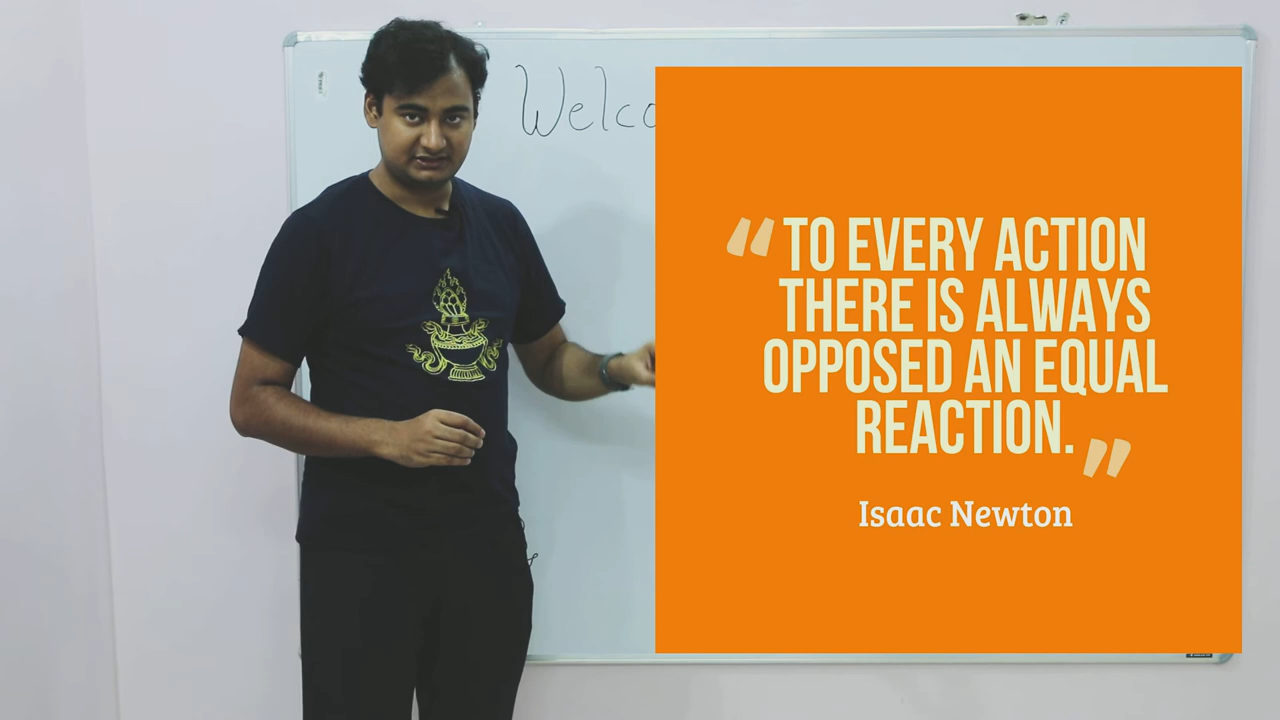 Welco
“TO EVERY ACTION
THERE IS ALWAYS
OPPOSED AN EQUAL
REACTION.”
Isaac Newton